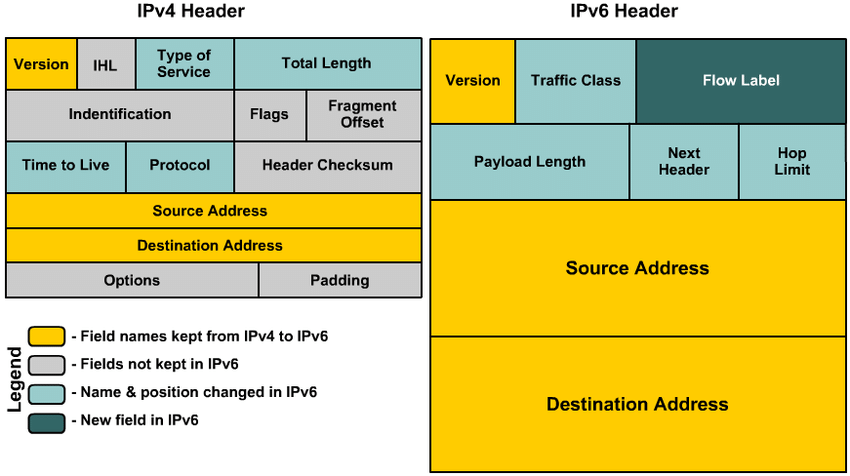 IPv4 Header
Version
IHL
Type of
Service
Total Length
Indentification
Flags
Fragment
Offset
Time to Live
Protocol
Header Checksum
Source Address
Destination Address
Options
Padding
IPv6 Header
Version
Traffic Class
Flow Label
Payload Length
Next
Header
Hop
Limit
Source Address
Destination Address
Legend
- Field names kept from IPv4 to IPv6
- Fields not kept in IPv6
- Name & position changed in IPv6
- New field in IPv6